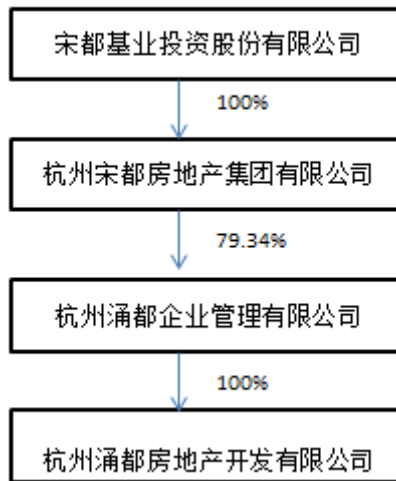 宋都基业投资股份有限公司
100%
杭州宋都房地产集团有限公司
79.34%
杭州涌都企业管理有限公司
100%
杭州涌都房地产开发有限公司